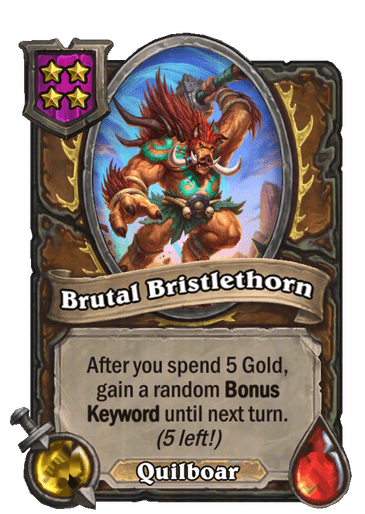 Brutal Bristlethorn
After you spend 5 Gold,
gain a random Bonus
Keyword until next turn.
(5 left!)
Quilboar